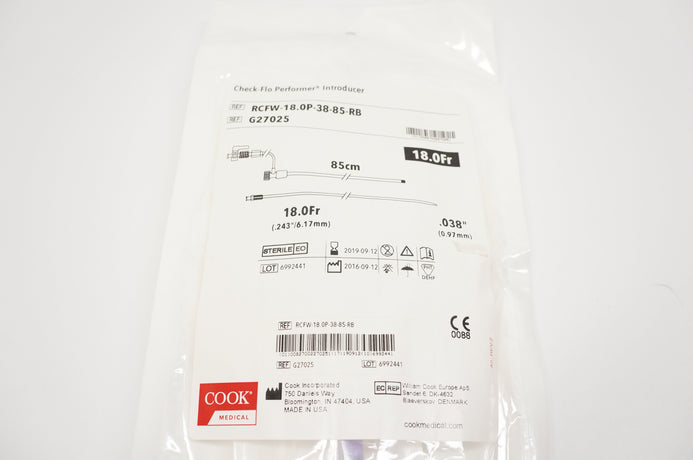 Check-Flo Performer® Introducer
REF RCFW-18.0P-38-85-RB
REF G27025
18.0Fr
85cm
18.0Fr
(.243"/6.17mm)
.038"
(0.97mm)
STERILE EO
2019-09-12
LOT 6992441
2016-09-12
PHT
DEHP
REF RCFW-18.0P-38-85-RB
REF G27025
LOT 6992441
CE
0088
COOK®
MEDICAL
Cook Incorporated
750 Daniels Way
Bloomington, IN 47404, USA
MADE IN USA
EC REP
William Cook Europe ApS
Sandet 6, DK-4632
Bjaeverskov, DENMARK
cookmedical.com